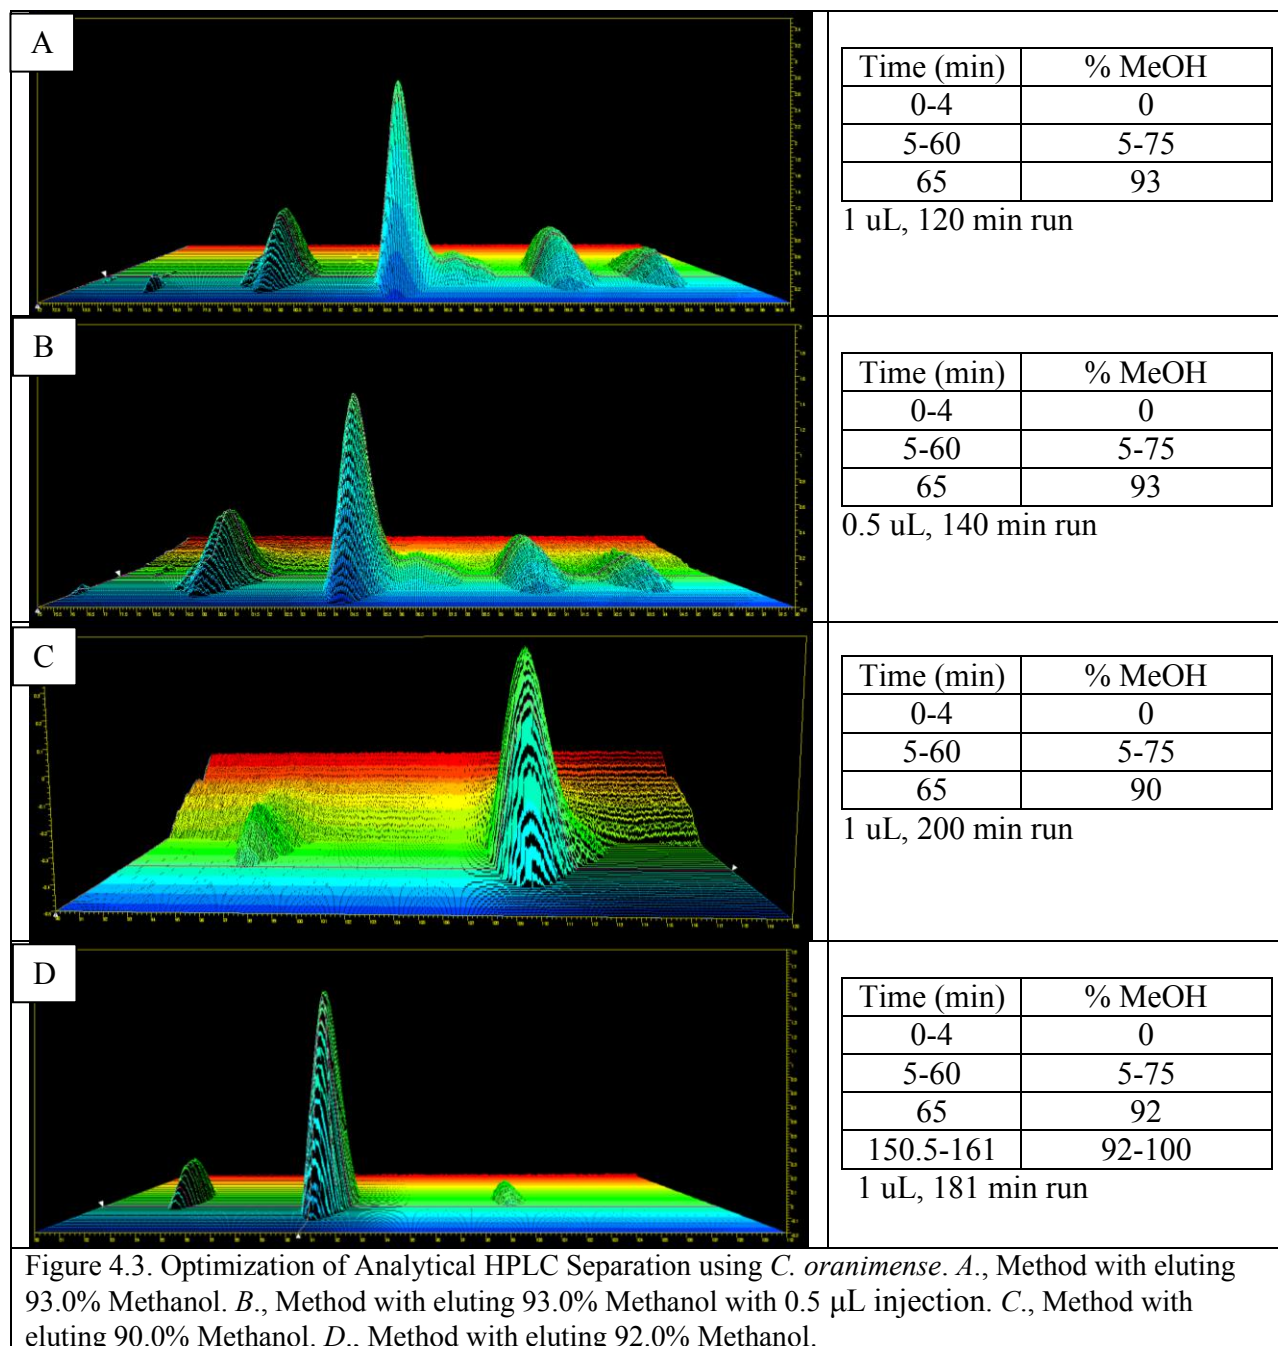 A
Time (min) % MeOH
0-4 0
5-60 5-75
65 93
1 uL, 120 min run
B
Time (min) % MeOH
0-4 0
5-60 5-75
65 93
0.5 uL, 140 min run
C
Time (min) % MeOH
0-4 0
5-60 5-75
65 90
1 uL, 200 min run
D
Time (min) % MeOH
0-4 0
5-60 5-75
65 92
150.5-161 92-100
1 uL, 181 min run
Figure 4.3. Optimization of Analytical HPLC Separation using C. oranimense. A., Method with eluting
93.0% Methanol. B., Method with eluting 93.0% Methanol with 0.5 μL injection. C., Method with
eluting 90.0% Methanol. D., Method with eluting 92.0% Methanol.